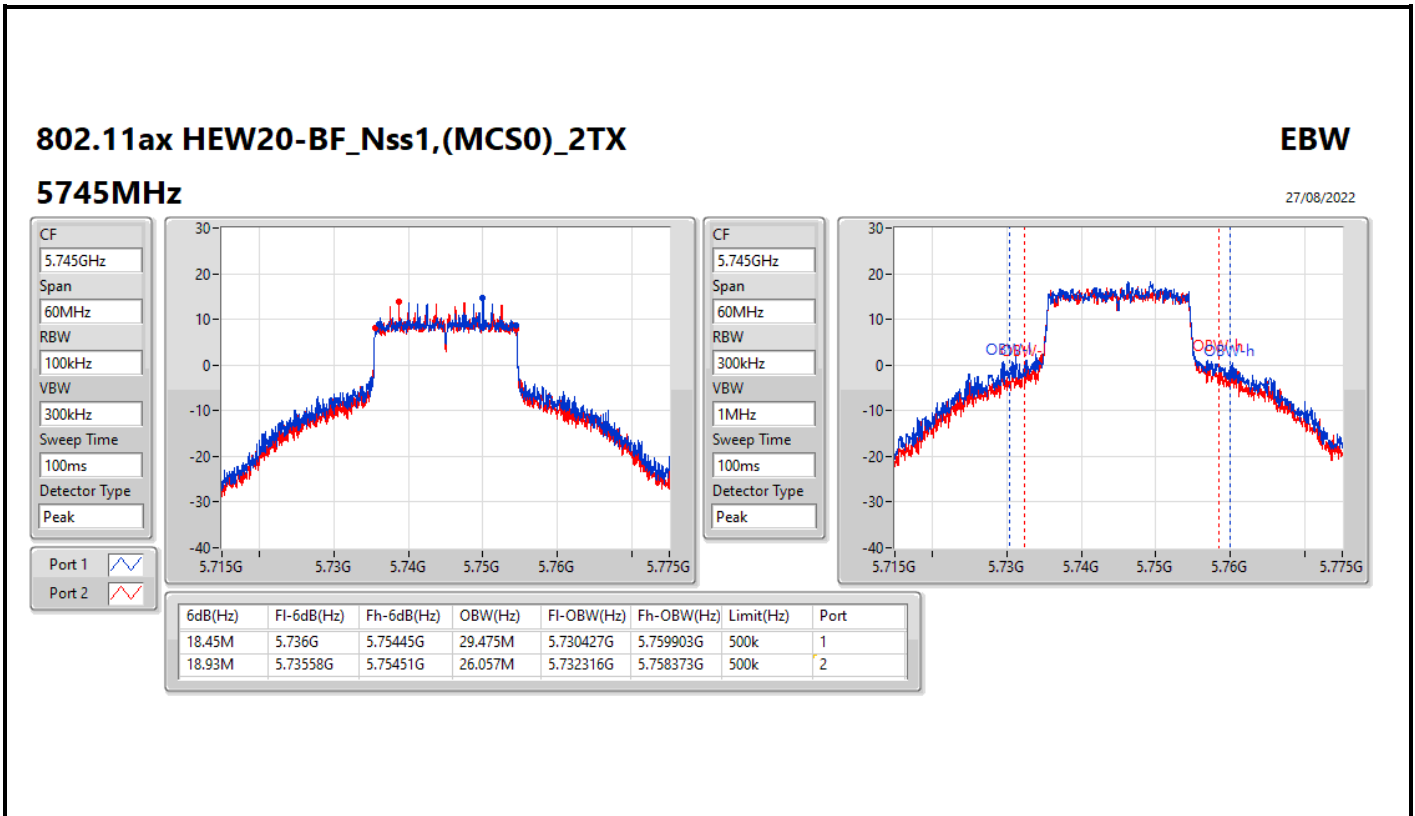 802.11ax HEW20-BF_Nss1,(MCS0)_2TX
EBW
5745MHz
27/08/2022
CF
5.745GHz
Span
60MHz
RBW
100kHz
VBW
300kHz
Sweep Time
100ms
Detector Type
Peak
Port 1
Port 2
30
20
10
0
-10
-20
-30
-40
5.715G 5.73G 5.74G 5.75G 5.76G 5.775G
CF
5.745GHz
Span
60MHz
RBW
300kHz
VBW
1MHz
Sweep Time
100ms
Detector Type
Peak
30
20
10
0
-10
-20
-30
-40
OBW-h
OBW-h
5.715G 5.73G 5.74G 5.75G 5.76G 5.775G
6dB(Hz) Fl-6dB(Hz) Fh-6dB(Hz) OBW(Hz) Fl-OBW(Hz) Fh-OBW(Hz) Limit(Hz) Port
18.45M 5.736G 5.75445G 29.475M 5.730427G 5.759903G 500k 1
18.93M 5.73558G 5.75451G 26.057M 5.732316G 5.758373G 500k 2